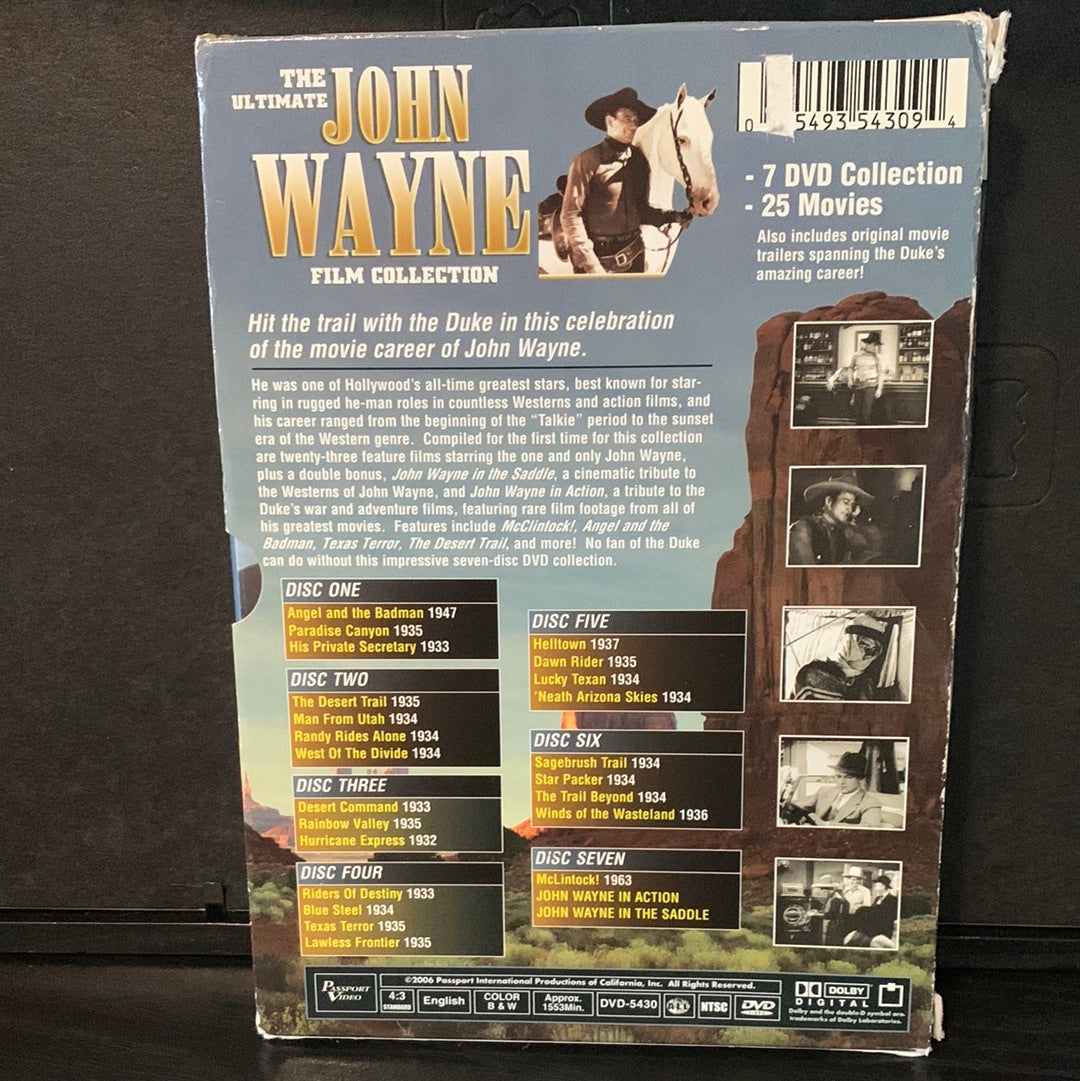 THE
ULTIMATE
JOHN
WAYNE
FILM COLLECTION
0 5493 54309 4
- 7 DVD Collection
- 25 Movies
Also includes original movie
trailers spanning the Duke's
amazing career!
Hit the trail with the Duke in this celebration
of the movie career of John Wayne.
He was one of Hollywood's all-time greatest stars, best known for star-
ring in rugged he-man roles in countless Westerns and action films, and
his career ranged from the beginning of the "Talkie" period to the sunset
era of the Western genre. Compiled for the first time for this collection
are twenty-three feature films starring the one and only John Wayne,
plus a double bonus, John Wayne in the Saddle, a cinematic tribute to
the Westerns of John Wayne, and John Wayne in Action, a tribute to the
Duke's war and adventure films, featuring rare film footage from all of
his greatest movies. Features include McClintock!, Angel and the
Badman, Texas Terror, The Desert Trail, and more! No fan of the Duke
can do without this impressive seven-disc DVD collection.
DISC ONE
Angel and the Badman 1947
Paradise Canyon 1935
His Private Secretary 1933
DISC TWO
The Desert Trail 1935
Man From Utah 1934
Randy Rides Alone 1934
West Of The Divide 1934
DISC THREE
Desert Command 1933
Rainbow Valley 1935
Hurricane Express 1932
DISC FOUR
Riders Of Destiny 1933
Blue Steel 1934
Texas Terror 1935
Lawless Frontier 1935
DISC FIVE
Helltown 1937
Dawn Rider 1935
Lucky Texan 1934
'Neath Arizona Skies 1934
DISC SIX
Sagebrush Trail 1934
Star Packer 1934
The Trail Beyond 1934
Winds of the Wasteland 1936
DISC SEVEN
McLintock! 1963
JOHN WAYNE IN ACTION
JOHN WAYNE IN THE SADDLE
PASSPORT
VIDEO
©2006 Passport International Productions of California, Inc. All Rights Reserved.
4:3
STANDARD
English
COLOR
B & W
Approx.
1553Min.
DVD-5430
NTSC
DVD
VIDEO
DOLBY
DIGITAL
Dolby and the double-D symbol are
trademarks of Dolby Laboratories.